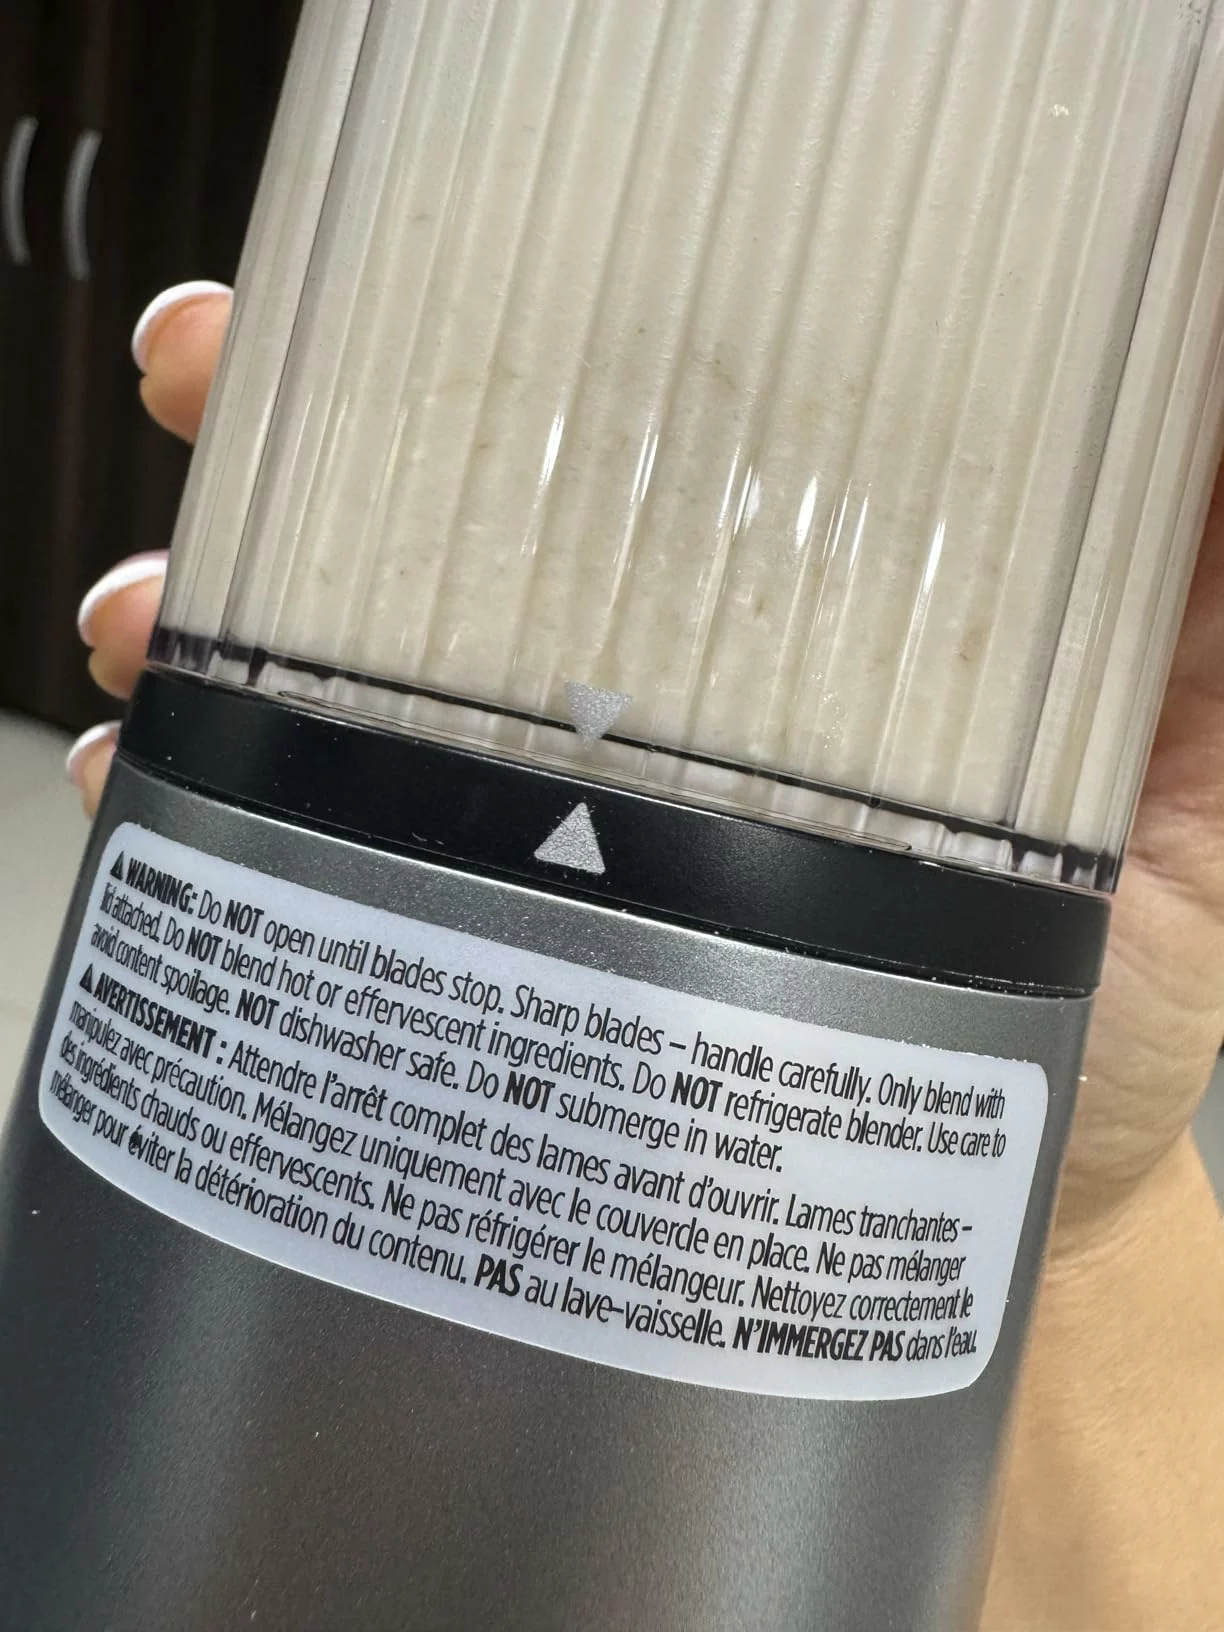 ⚠ WARNING: Do NOT open until blades stop. Sharp blades – handle carefully. Only blend with
lid attached. Do NOT blend hot or effervescent ingredients. Do NOT refrigerate blender. Use care to
avoid content spoilage. NOT dishwasher safe. Do NOT submerge in water.
⚠ AVERTISSEMENT : Attendre l'arrêt complet des lames avant d'ouvrir. Lames tranchantes –
manipulez avec précaution. Mélangez uniquement avec le couvercle en place. Ne pas mélanger
des ingrédients chauds ou effervescents. Ne pas réfrigérer le mélangeur. Nettoyez correctement le
mélanger pour éviter la détérioration du contenu. PAS au lave-vaisselle. N'IMMERGEZ PAS dans l'eau.